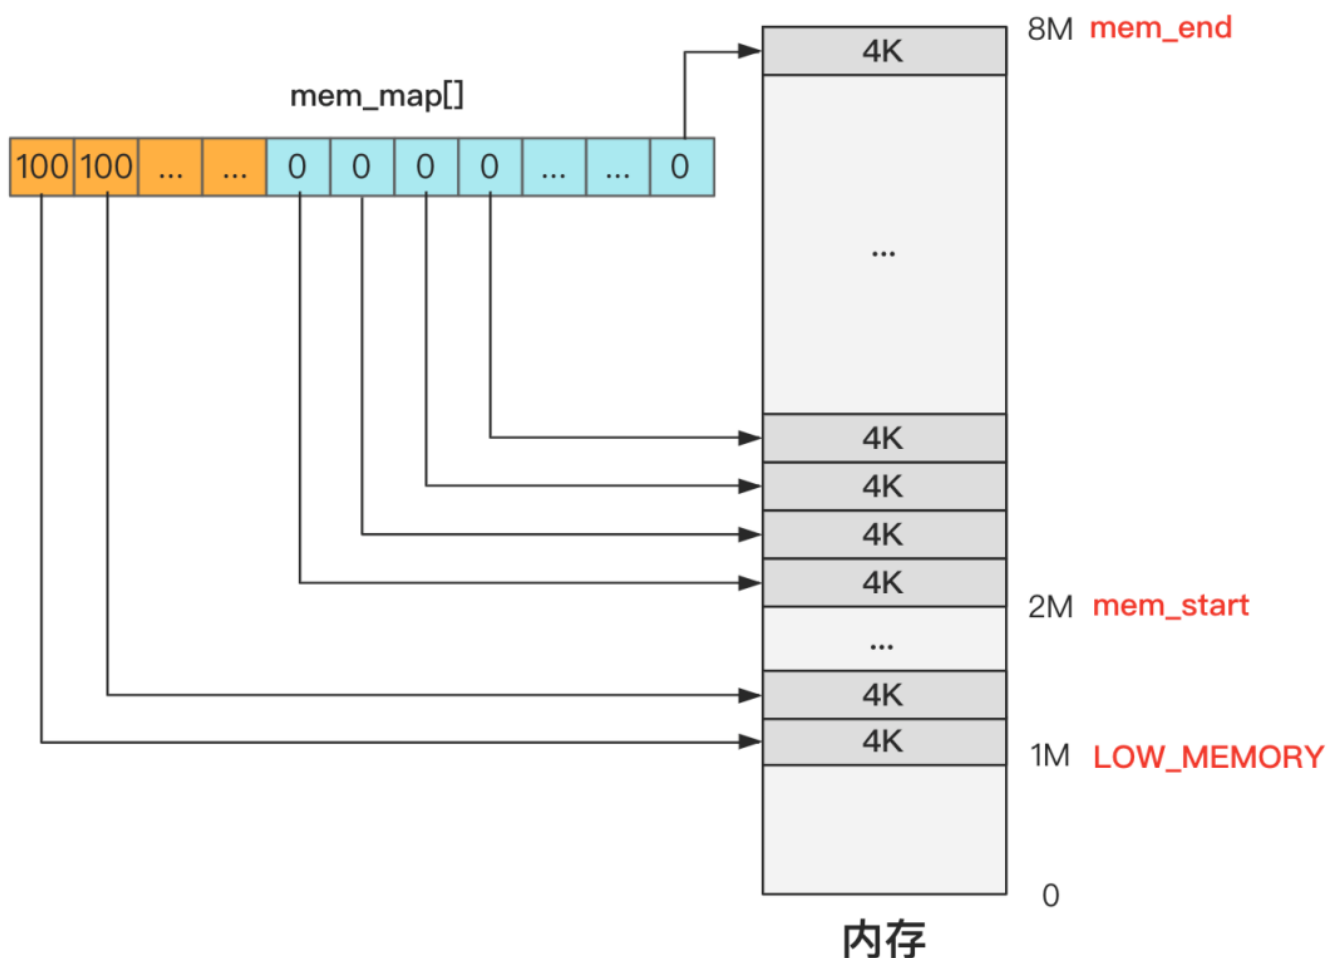 8M mem_end
4K
mem_map[]
100 100 ... ... 0 0 0 0 ... ... 0
...
4K
4K
4K
4K
2M mem_start
...
4K
4K
1M LOW_MEMORY
0
内存